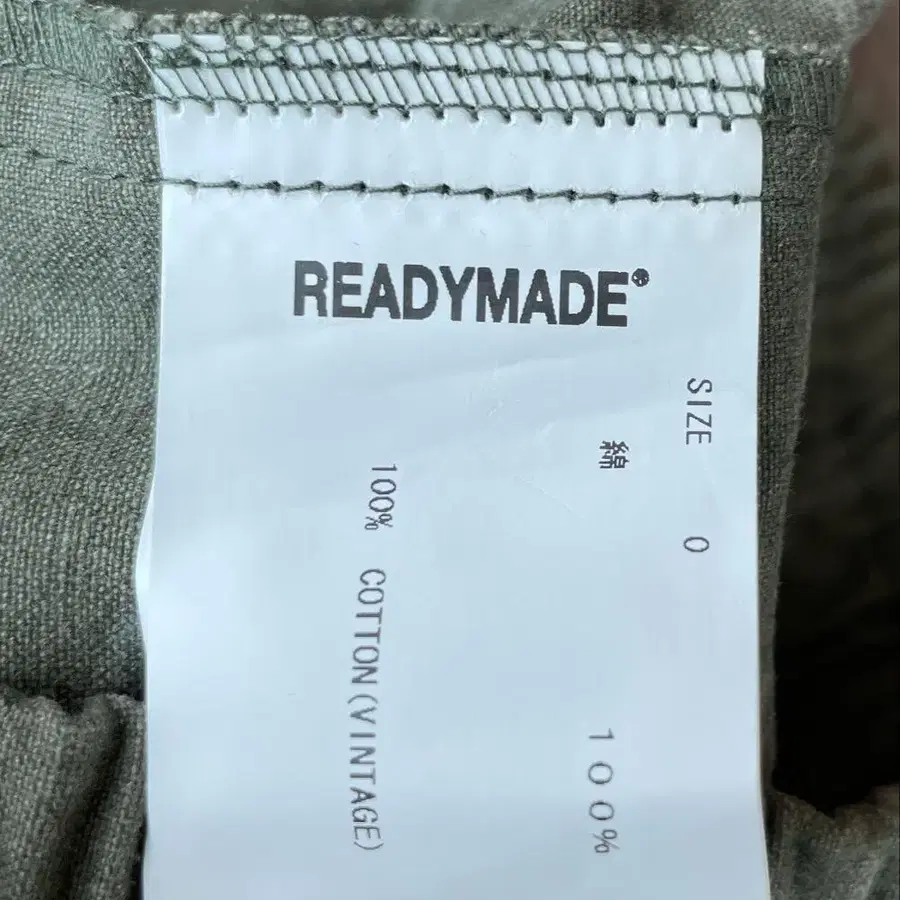 READYMADE®
SIZE 0
綿 １００%
100% COTTON(VINTAGE)